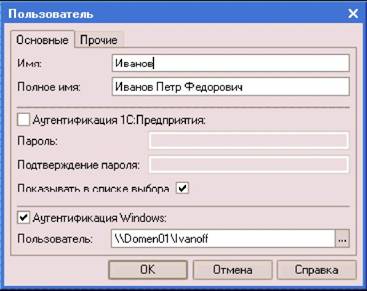 Пользователь
Основные Прочие
Имя: Иванов
Полное имя: Иванов Петр Федорович
Аутентификация 1С:Предприятия:
Пароль:
Подтверждение пароля:
Показывать в списке выбора
Аутентификация Windows:
Пользователь: \\Domen01\Ivanoff ...
OK Отмена Справка